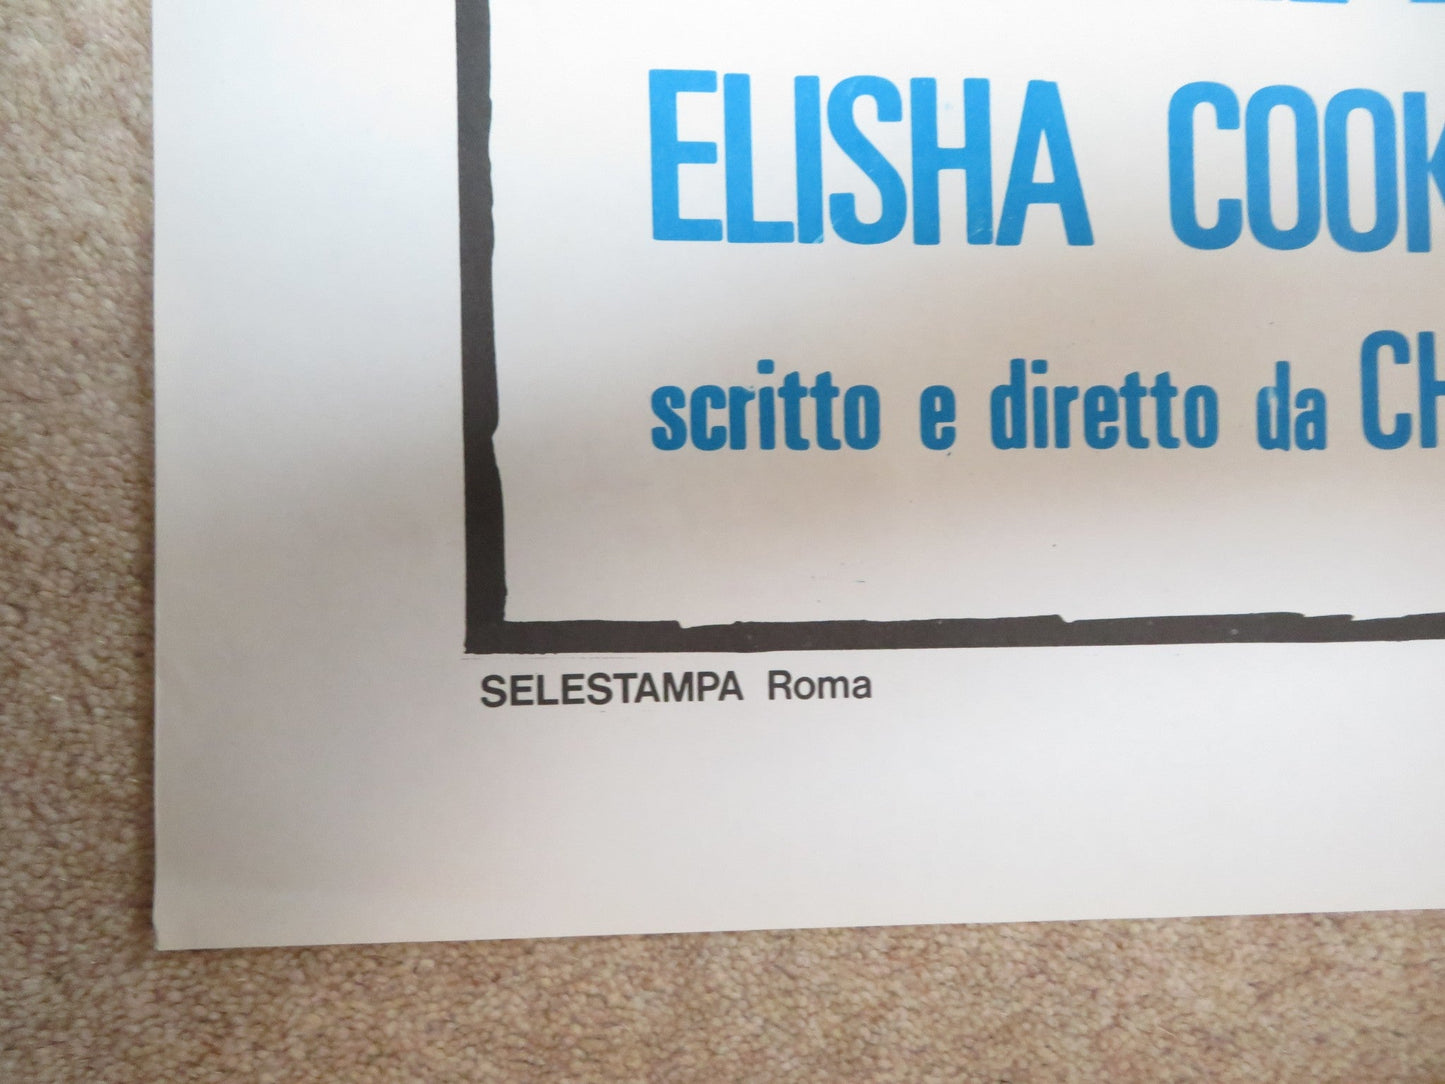 ELISHA COOK
scritto e diretto da CH
SELESTAMPA Roma